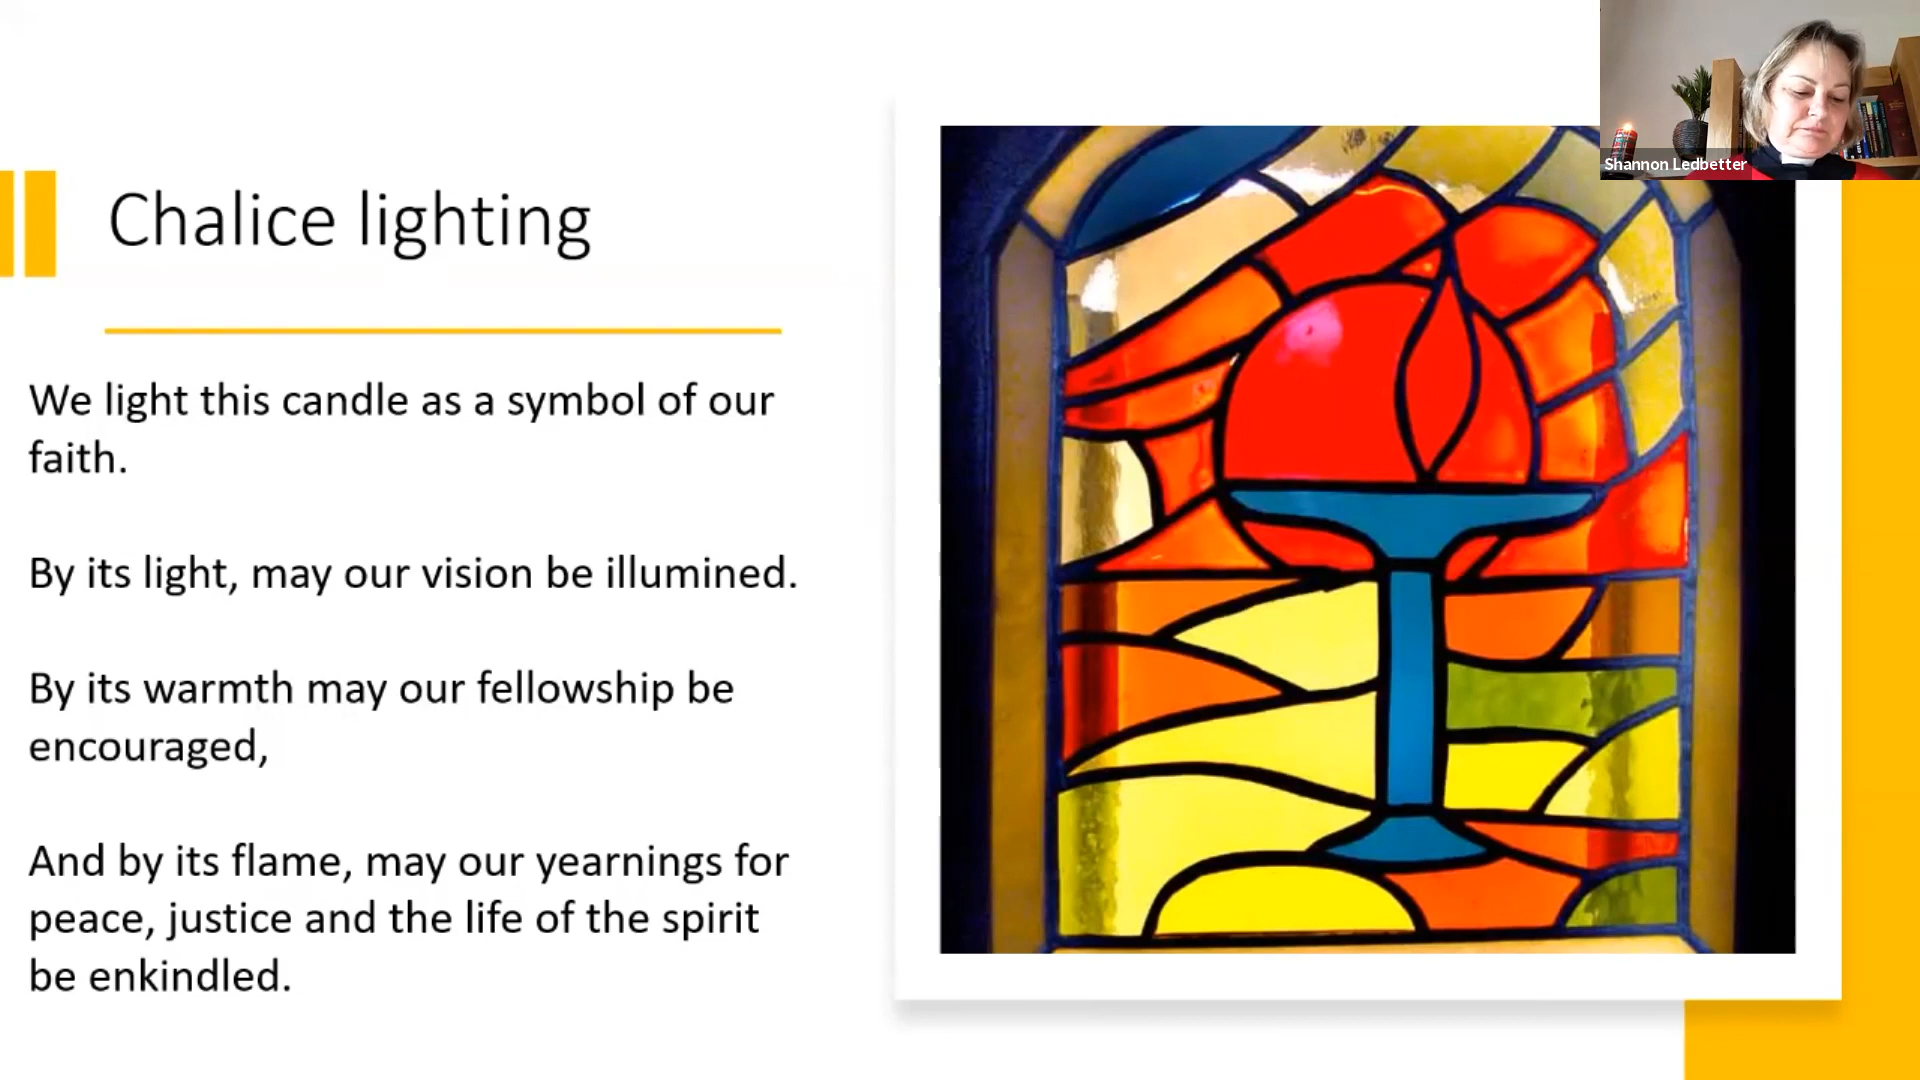 Shannon Ledbetter
Chalice lighting
We light this candle as a symbol of our
faith.
By its light, may our vision be illumined.
By its warmth may our fellowship be
encouraged,
And by its flame, may our yearnings for
peace, justice and the life of the spirit
be enkindled.